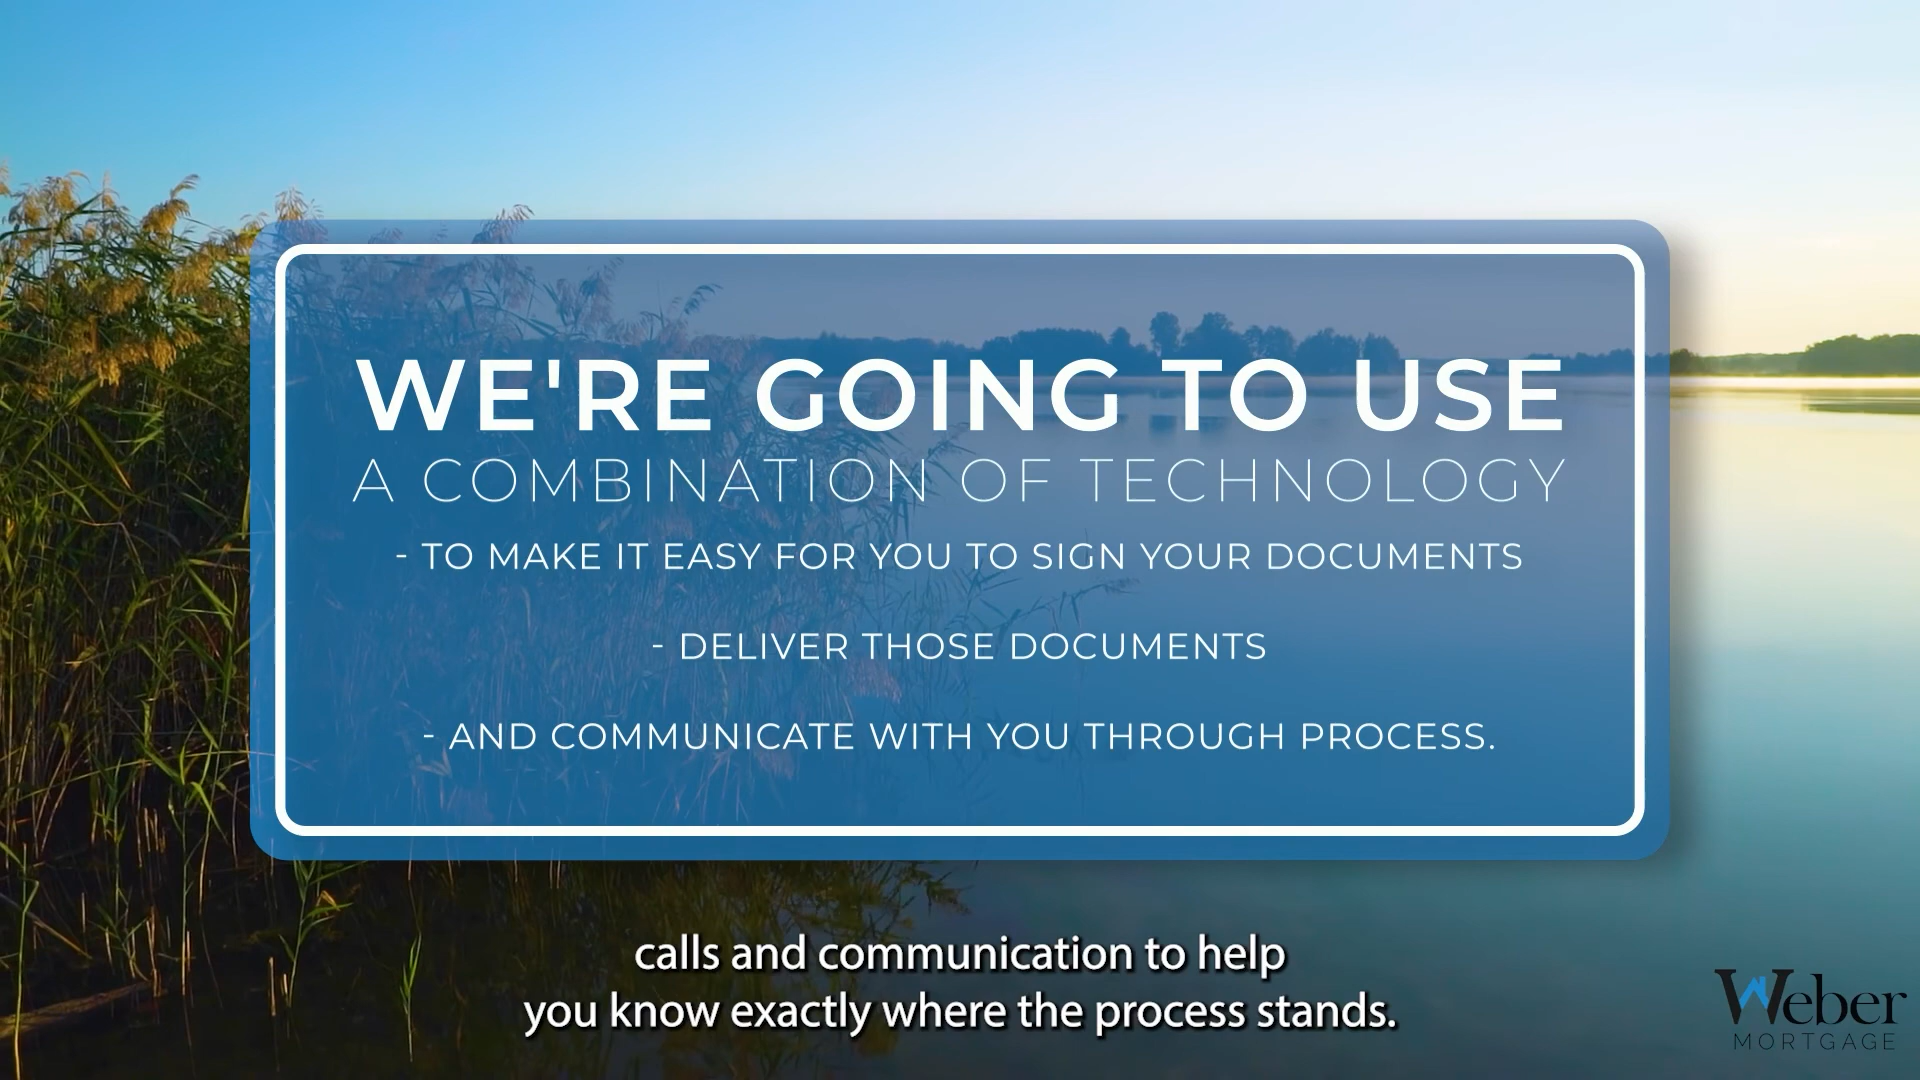 WE'RE GOING TO USE
A COMBINATION OF TECHNOLOGY
- TO MAKE IT EASY FOR YOU TO SIGN YOUR DOCUMENTS
- DELIVER THOSE DOCUMENTS
- AND COMMUNICATE WITH YOU THROUGH PROCESS.
calls and communication to help
you know exactly where the process stands.
Weber
MORTGAGE